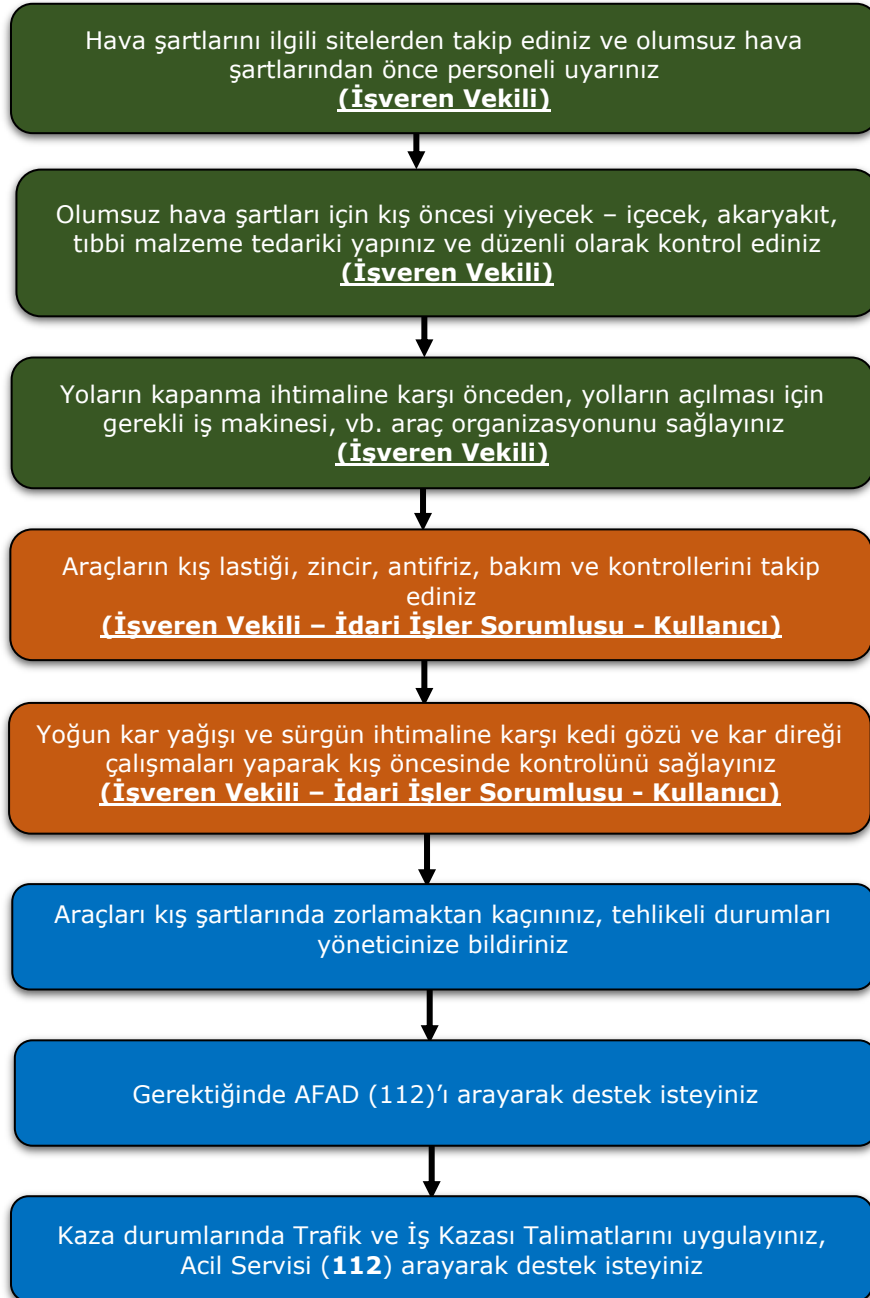 Hava şartlarını ilgili sitelerden takip ediniz ve olumsuz hava
şartlarından önce personeli uyarınız
(İşveren Vekili)
Olumsuz hava şartları için kış öncesi yiyecek – içecek, akaryakıt,
tıbbi malzeme tedariki yapınız ve düzenli olarak kontrol ediniz
(İşveren Vekili)
Yoların kapanma ihtimaline karşı önceden, yolların açılması için
gerekli iş makinesi, vb. araç organizasyonunu sağlayınız
(İşveren Vekili)
Araçların kış lastiği, zincir, antifriz, bakım ve kontrollerini takip
ediniz
(İşveren Vekili – İdari İşler Sorumlusu - Kullanıcı)
Yoğun kar yağışı ve sürgün ihtimaline karşı kedi gözü ve kar direği
çalışmaları yaparak kış öncesinde kontrolünü sağlayınız
(İşveren Vekili – İdari İşler Sorumlusu - Kullanıcı)
Araçları kış şartlarında zorlamaktan kaçınınız, tehlikeli durumları
yöneticinize bildiriniz
Gerektiğinde AFAD (112)’ı arayarak destek isteyiniz
Kaza durumlarında Trafik ve İş Kazası Talimatlarını uygulayınız,
Acil Servisi (112) arayarak destek isteyiniz